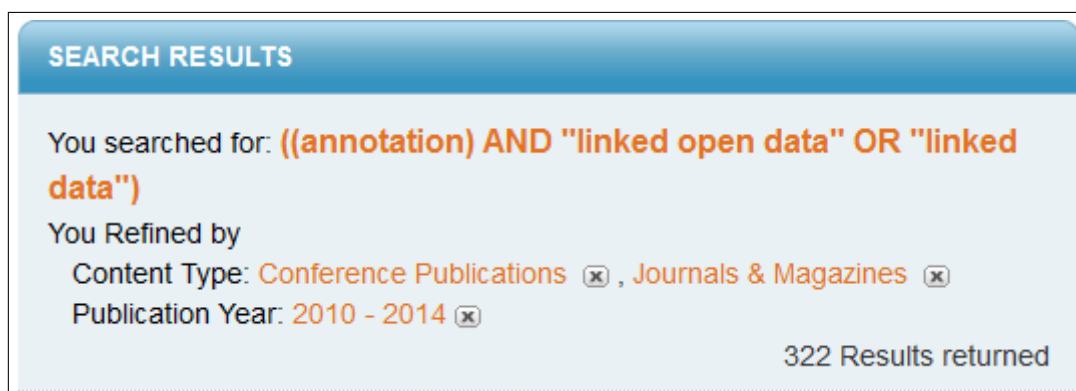 SEARCH RESULTS
You searched for: ((annotation) AND "linked open data" OR "linked
data")
You Refined by
Content Type: Conference Publications , Journals & Magazines
Publication Year: 2010 - 2014
322 Results returned